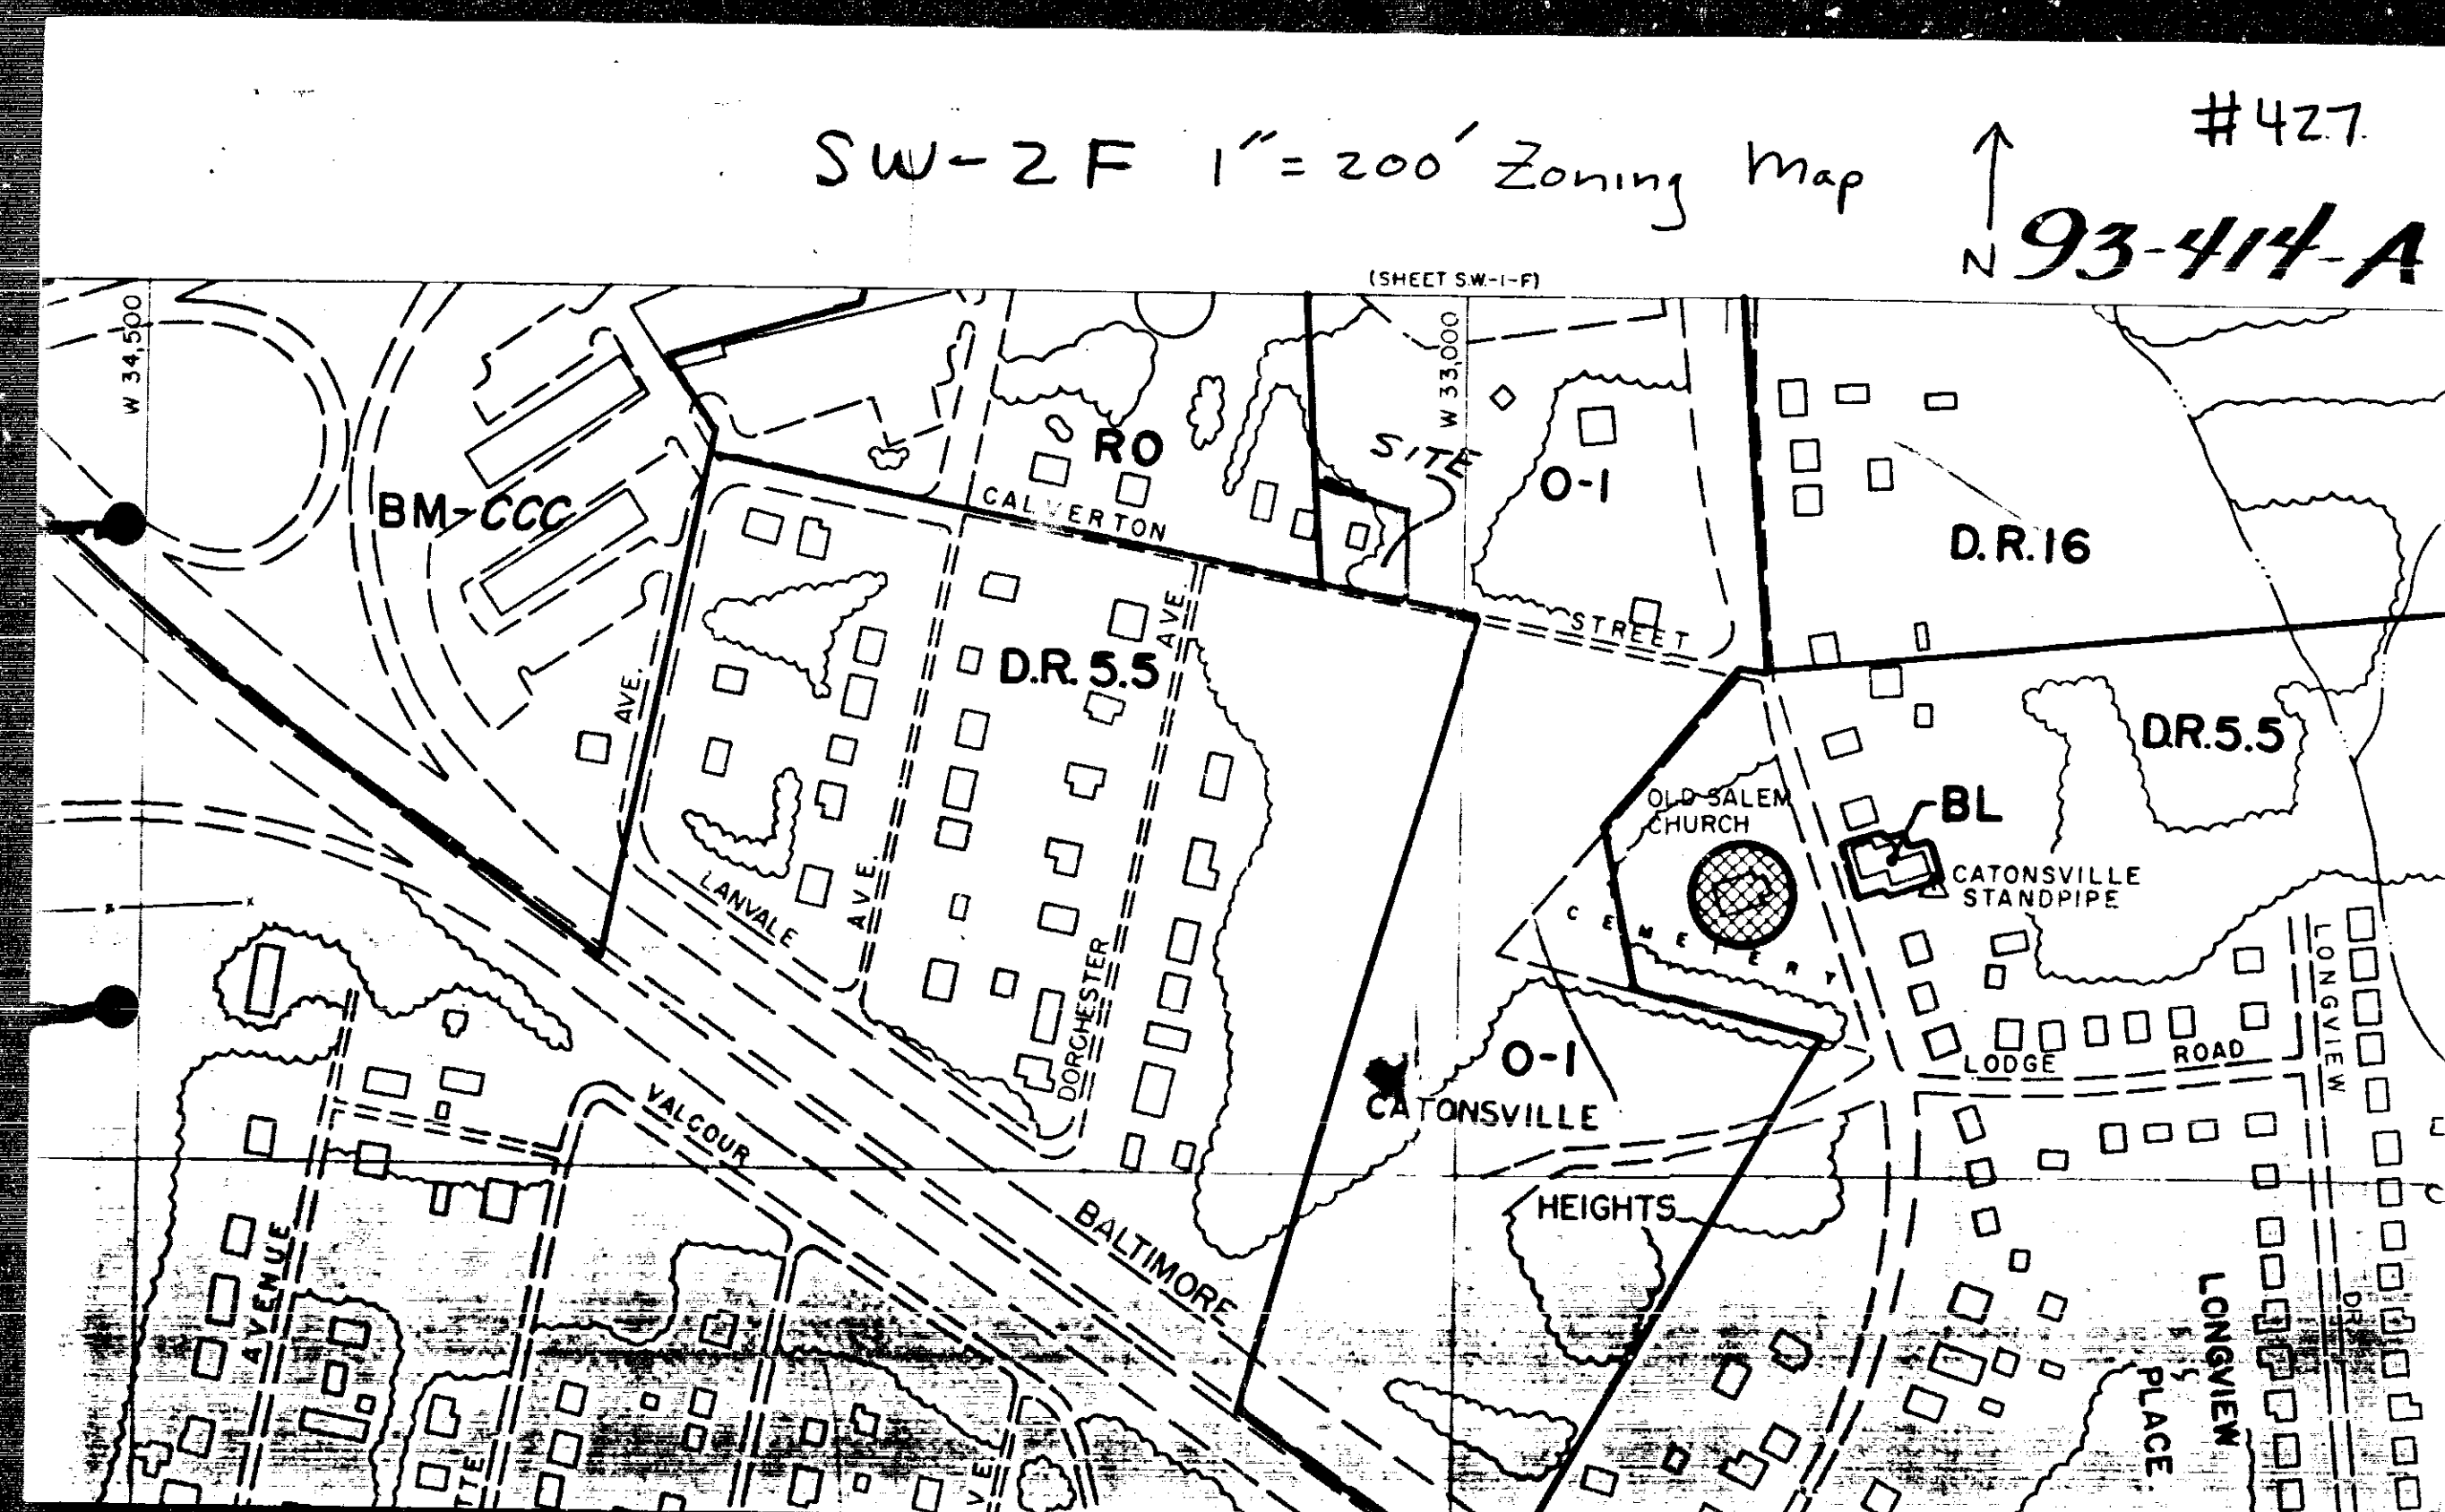 #427
SW-2F 1"=200' Zoning Map
N 93-414-A
(SHEET S.W.-1-F)
W 34,500
W 33,000
RO
SITE
O-1
BM-CCC
CALVERTON
D.R.16
STREET
AVE.
D.R. 5.5
AVE.
D.R.5.5
OLD SALEM
CHURCH
BL
CATONSVILLE
STANDPIPE
LANVALE
AVE.
CEMETERY
DORCHESTER
LONGVIEW
O-1
LODGE ROAD
CATONSVILLE
VALCOUR
HEIGHTS
BALTIMORE
AVENUE
LONGVIEW
DR.
PLACE